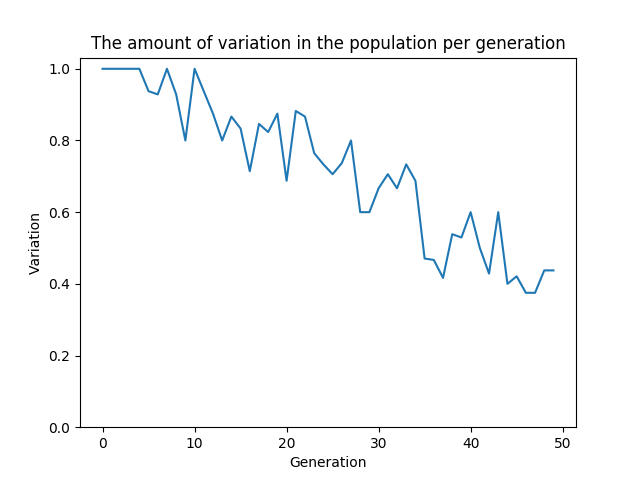 The amount of variation in the population per generation
1.0
0.8
0.6
0.4
0.2
0.0
Variation
0 10 20 30 40 50
Generation